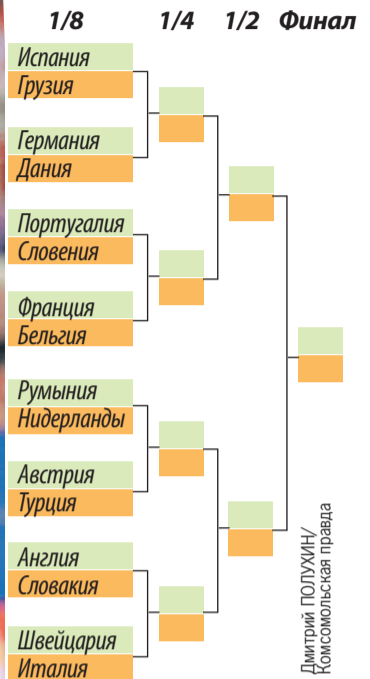 1/8 1/4 1/2 Финал
Испания
Грузия
Германия
Дания
Португалия
Словения
Франция
Бельгия
Румыния
Нидерланды
Австрия
Турция
Англия
Словакия
Швейцария
Италия
Дмитрий ПОЛУХИН/
Комсомольская правда